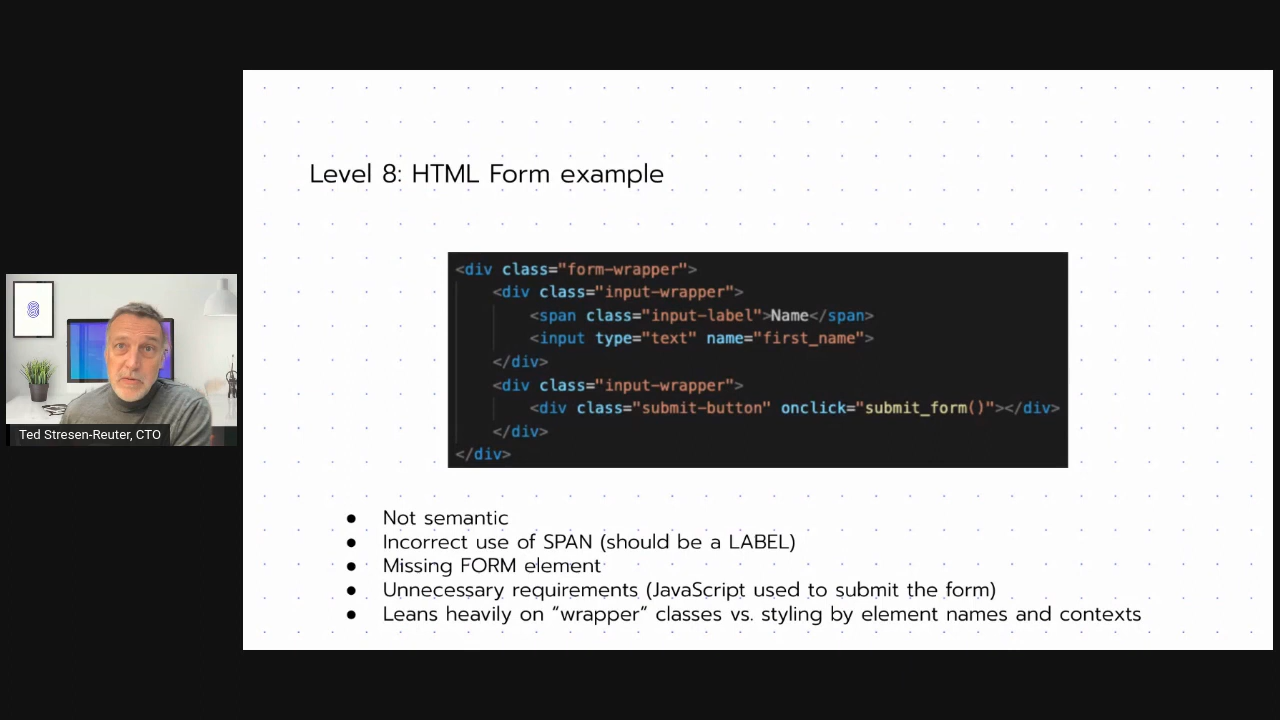 Level 8: HTML Form example
<div class="form-wrapper">
<div class="input-wrapper">
<span class="input-label">Name</span>
<input type="text" name="first_name">
</div>
<div class="input-wrapper">
<div class="submit-button" onclick="submit_form()"></div>
</div>
</div>
Ted Stresen-Reuter, CTO
● Not semantic
● Incorrect use of SPAN (should be a LABEL)
● Missing FORM element
● Unnecessary requirements (JavaScript used to submit the form)
● Leans heavily on “wrapper” classes vs. styling by element names and contexts